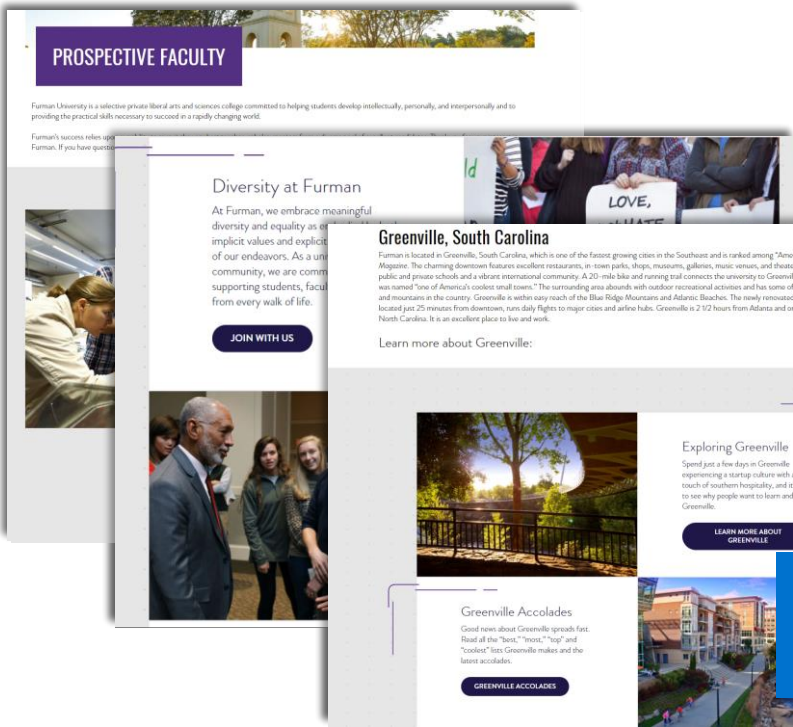 PROSPECTIVE FACULTY
Furman University is a selective private liberal arts and sciences college committed to helping students develop intellectually, personally, and interpersonally and to
providing the practical skills necessary to succeed in a rapidly changing world.
Furman's success relies upon
Furman. If you have
Diversity at Furman
At Furman, we embrace meaningful
diversity and equality as
implicit values and explicit
of our endeavors. As a
community, we are
supporting students,
from every walk of life.
JOIN WITH US
LOVE,
Greenville, South Carolina
Furman is located in Greenville, South Carolina, which is one of the fastest growing cities in the Southeast and is ranked among
Magazine. The charming downtown features excellent restaurants, in-town parks, shops, museums, galleries, music venues, and
public and private schools and a vibrant international community. A 20-mile bike and running trail connects the university to
was named "one of America's coolest small towns." The surrounding area abounds with outdoor recreational activities and has some of
and mountains in the country. Greenville is within easy reach of the Blue Ridge Mountains and Atlantic Beaches. The newly renovated
located just 25 minutes from downtown, runs daily flights to major cities and airline hubs. Greenville is 2 1/2 hours from Atlanta and
North Carolina. It is an excellent place to live and work.
Learn more about Greenville:
Exploring Greenville
Spend just a few days in Greenville
experiencing a startup culture with
touch of southern hospitality, and
to see why people want to learn and
Greenville.
LEARN MORE ABOUT
GREENVILLE
Greenville Accolades
Good news about Greenville spreads fast.
Read all the "best," "most," "top" and
"coolest" lists Greenville makes and the
latest accolades.
GREENVILLE ACCOLADES